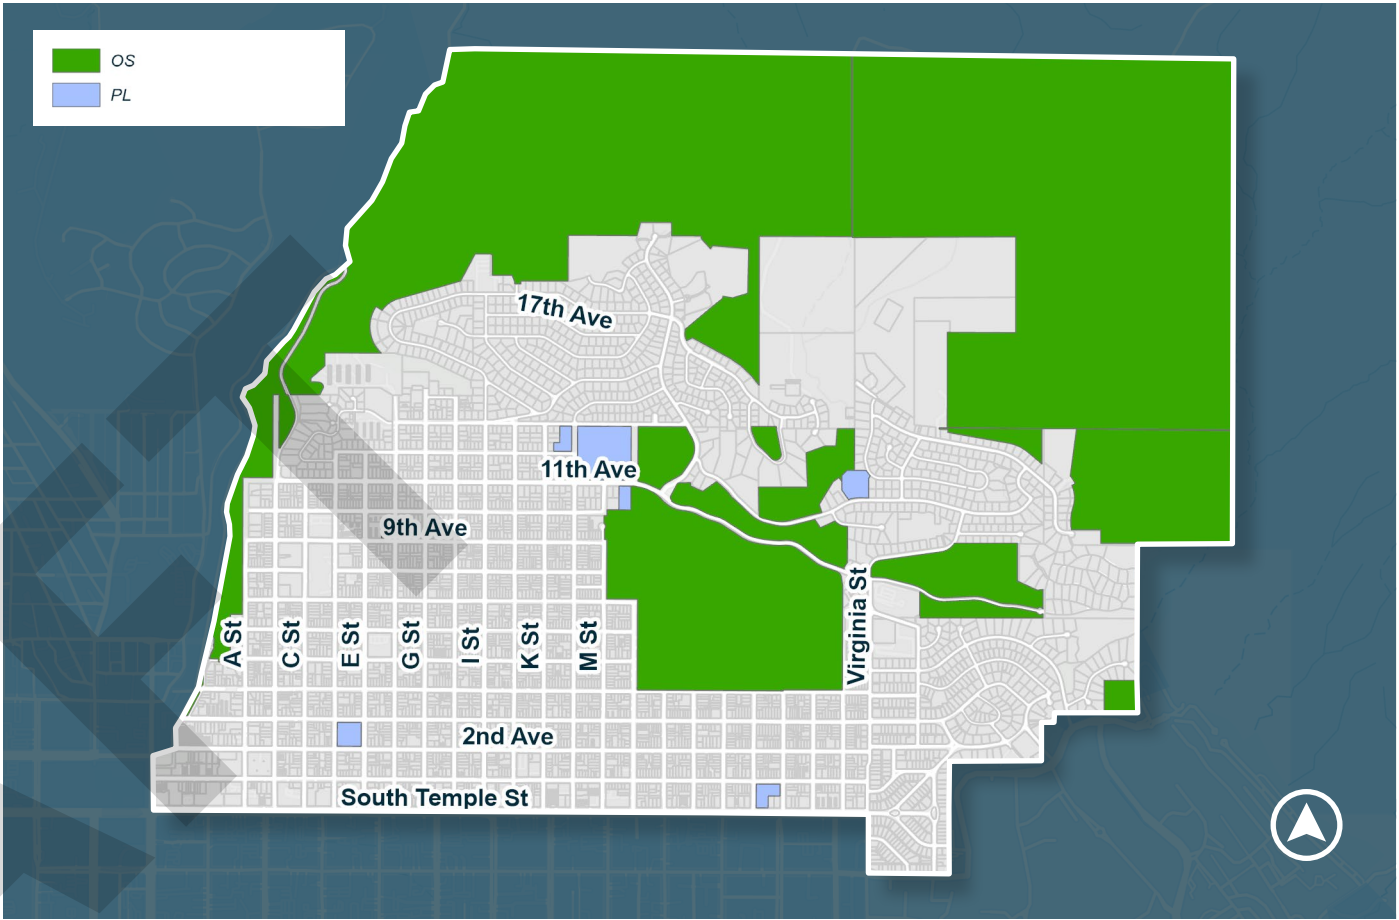 OS
PL
17th Ave
11th Ave
9th Ave
A St
C St
E St
G St
I St
K St
M St
Virginia St
2nd Ave
South Temple St